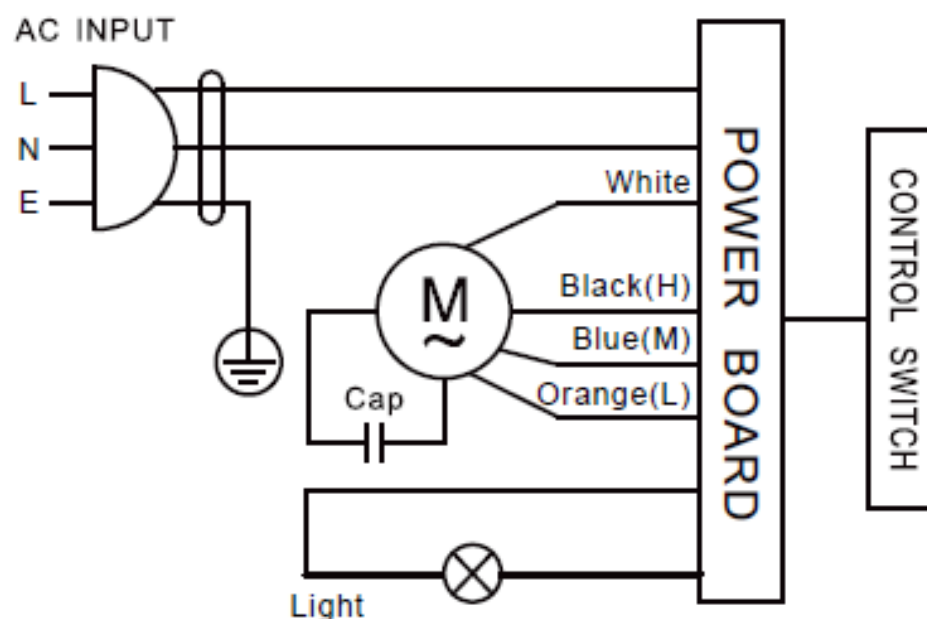 AC INPUT
L
N
E
White
M
~
Black(H)
Blue(M)
Orange(L)
Cap
Light
POWER BOARD
CONTROL SWITCH